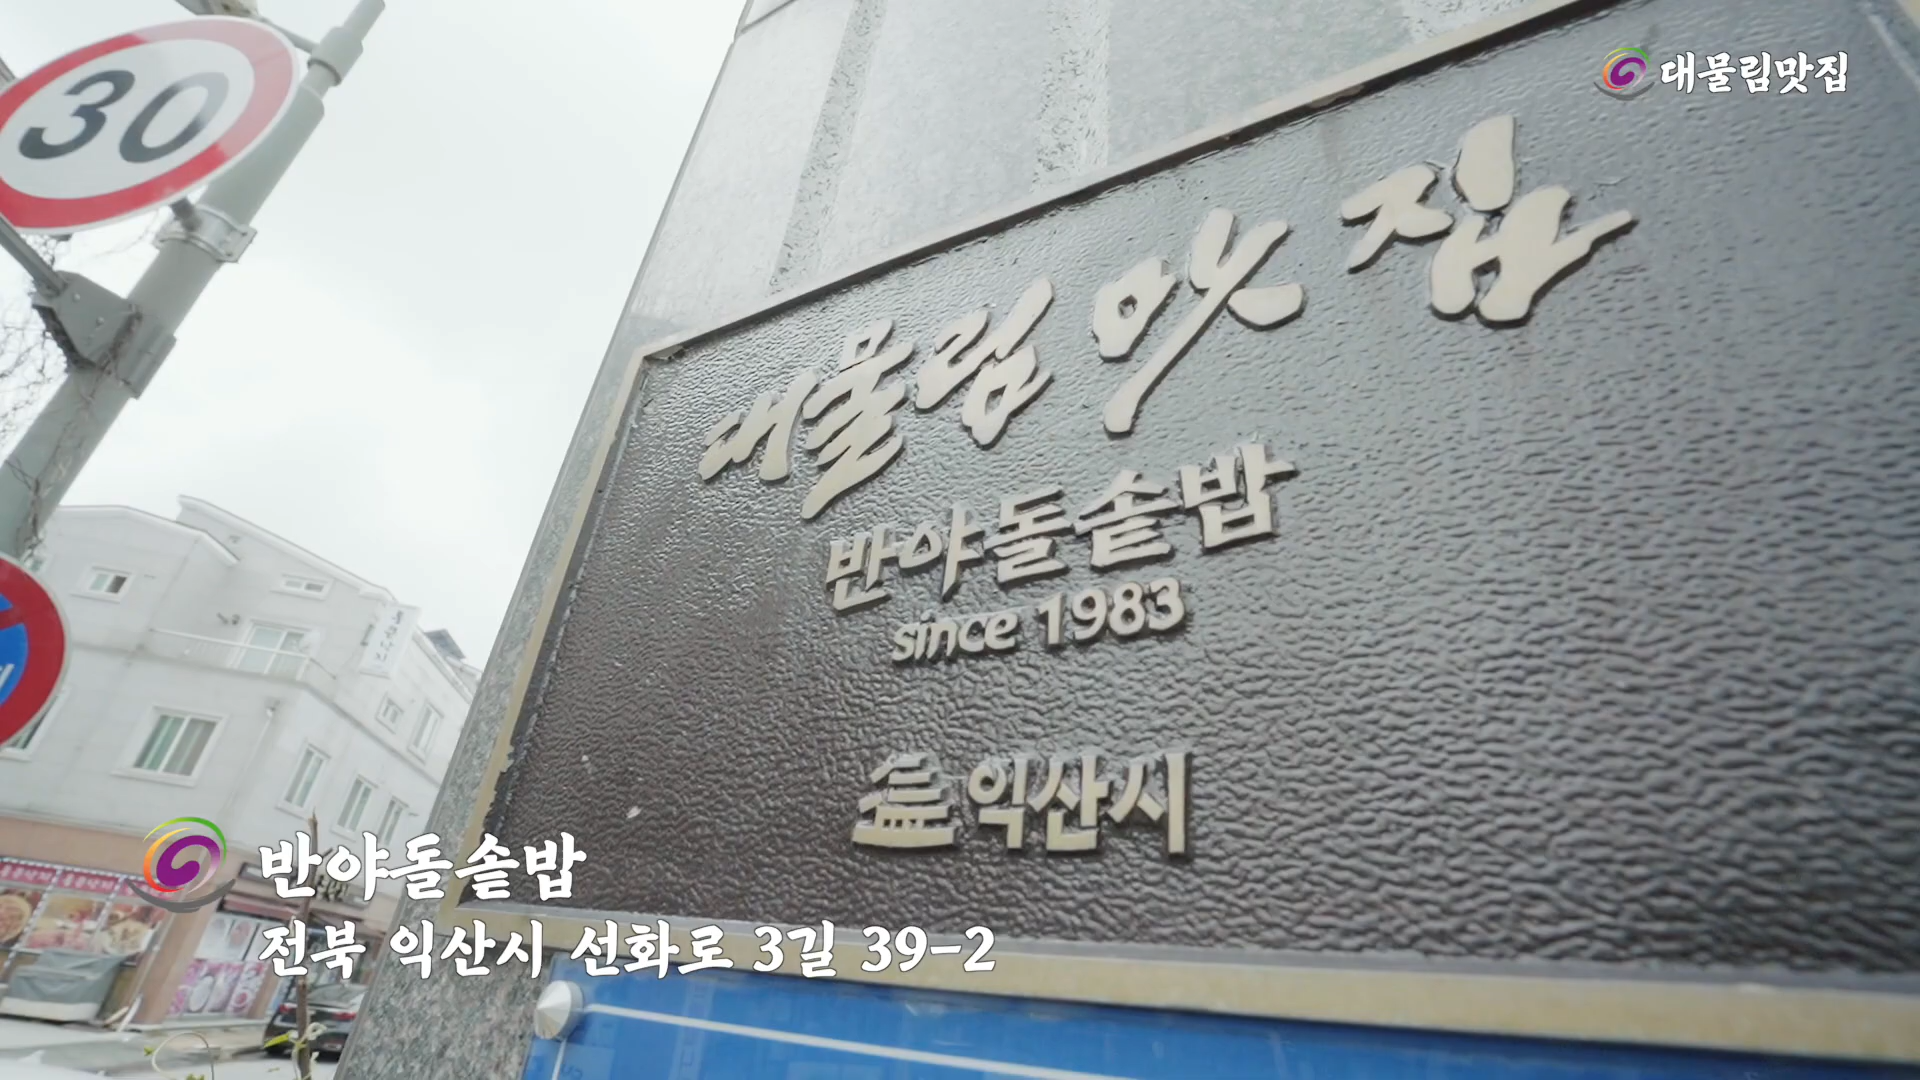 30
대물림맛집
대물림맛집
반야돌솥밥
since 1983
익산시
반야돌솥밥
전북 익산시 선화로 3길 39-2